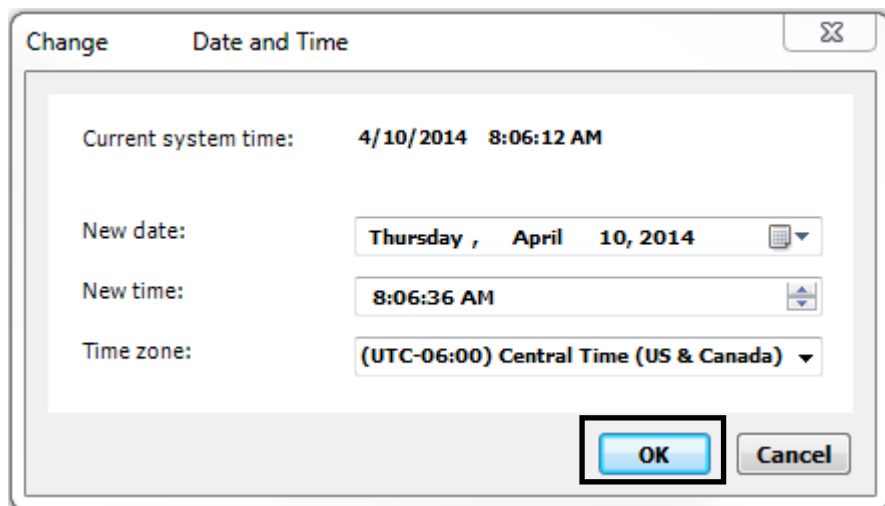 Change Date and Time
Current system time: 4/10/2014 8:06:12 AM
New date: Thursday , April 10, 2014
New time: 8:06:36 AM
Time zone: (UTC-06:00) Central Time (US & Canada)
OK Cancel